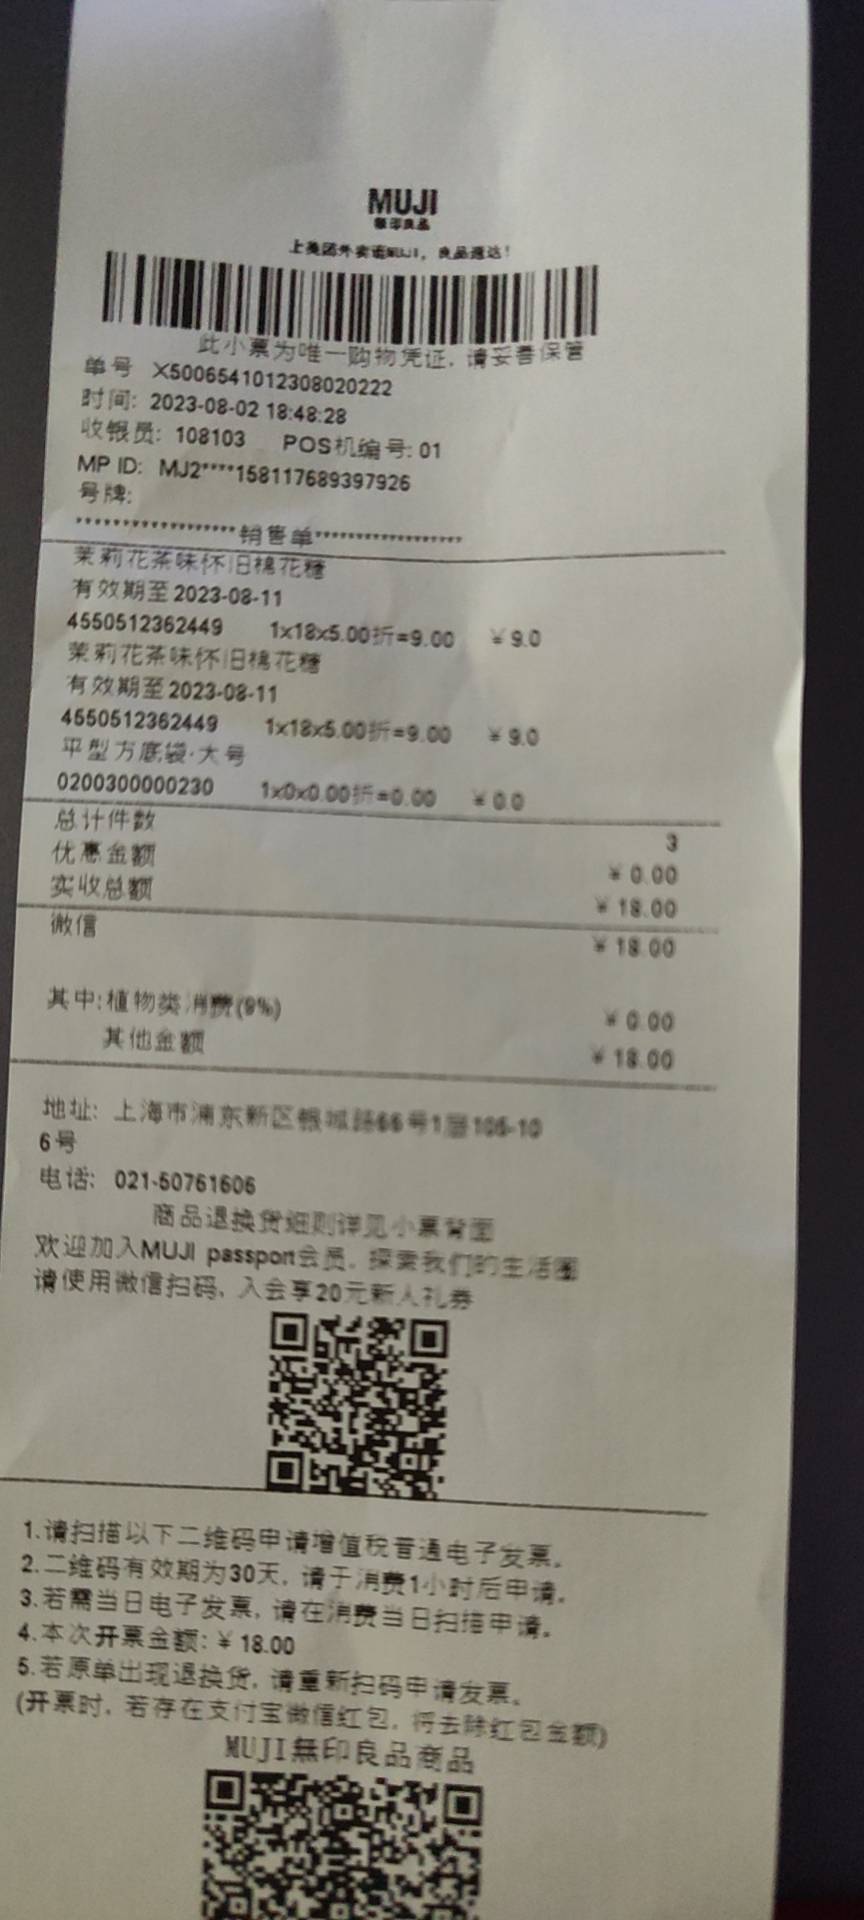 MUJI
無印良品
上美团外卖逛MUJI，良品速达！
此小票为唯一购物凭证，请妥善保管
单号 X5006541012308020222
时间: 2023-08-02 18:48:28
收银员: 108103 POS机编号: 01
MP ID: MJ2****158117689397926
号牌:
******************销售单******************
茉莉花茶味怀旧棉花糖
有效期至2023-08-11
4550512362449 1x18x5.00折=9.00 ￥9.0
茉莉花茶味怀旧棉花糖
有效期至2023-08-11
4550512362449 1x18x5.00折=9.00 ￥9.0
平型方底袋·大号
0200300000230 1x0x0.00折=0.00 ￥0.0
总计件数 3
优惠金额 ￥0.00
实收总额 ￥18.00
微信 ￥18.00
其中:植物类消费(9%) ￥0.00
其他金额 ￥18.00
地址: 上海市浦东新区银城路66号1层105-10
6号
电话: 021-50761606
商品退换货细则详见小票背面
欢迎加入MUJI passport会员，探索我们的生活圈
请使用微信扫码，入会享20元新人礼券
1.请扫描以下二维码申请增值税普通电子发票。
2.二维码有效期为30天，请于消费1小时后申请。
3.若需当日电子发票，请在消费当日扫描申请。
4.本次开票金额: ￥18.00
5.若原单出现退换货，请重新扫码申请发票。
(开票时，若存在支付宝微信红包，将去除红包金额)
MUJI無印良品商品